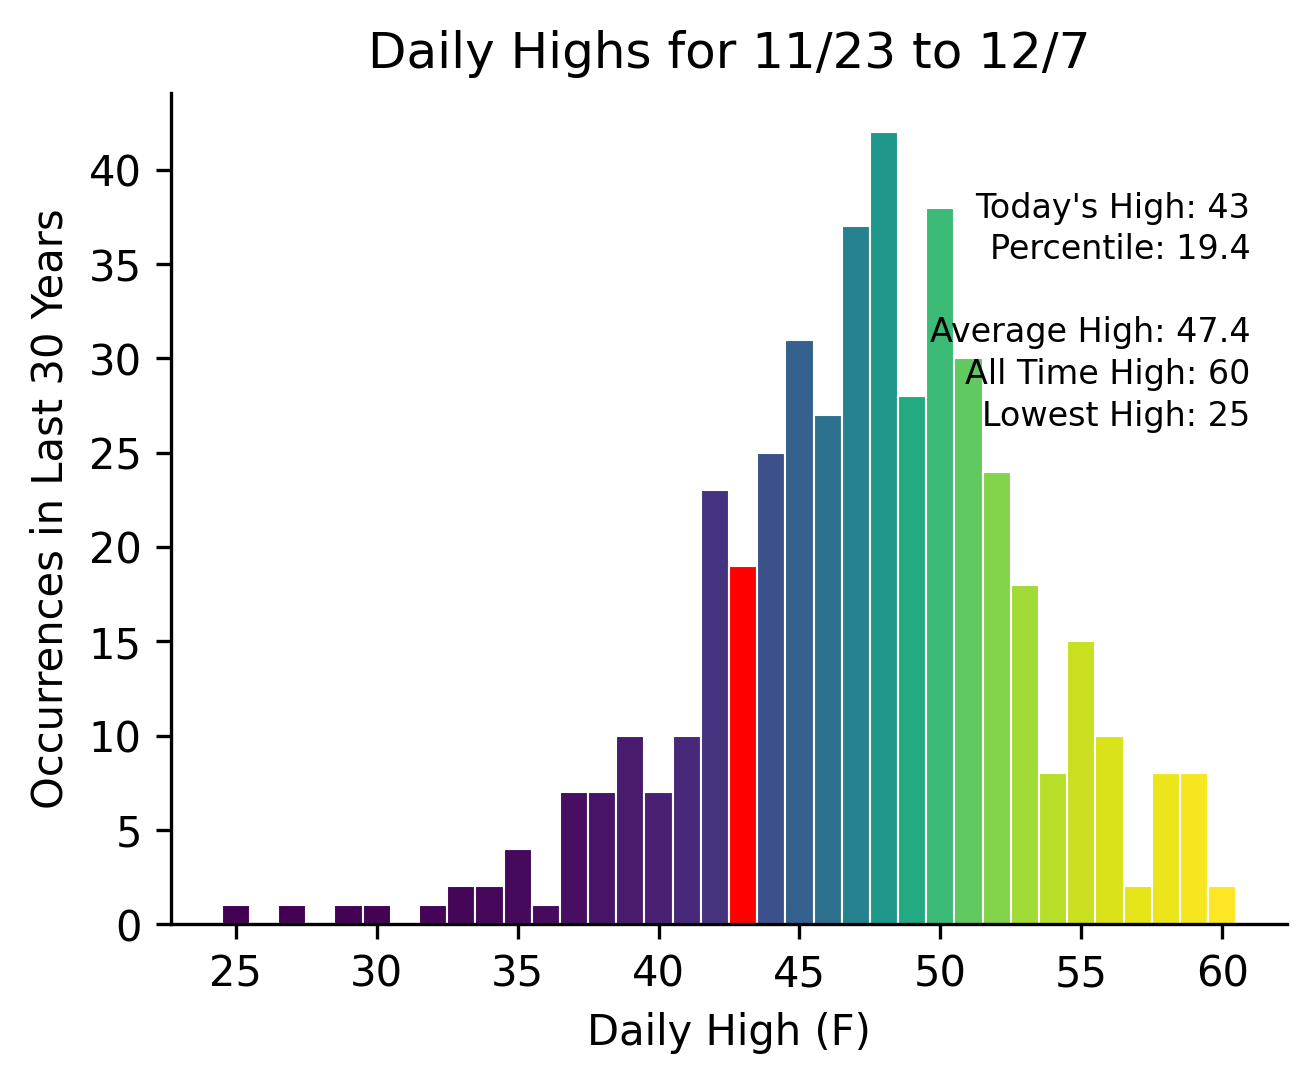 Daily Highs for 11/23 to 12/7
Occurrences in Last 30 Years
40
35
30
25
20
15
10
5
0
Today's High: 43
Percentile: 19.4
Average High: 47.4
All Time High: 60
Lowest High: 25
25 30 35 40 45 50 55 60
Daily High (F)